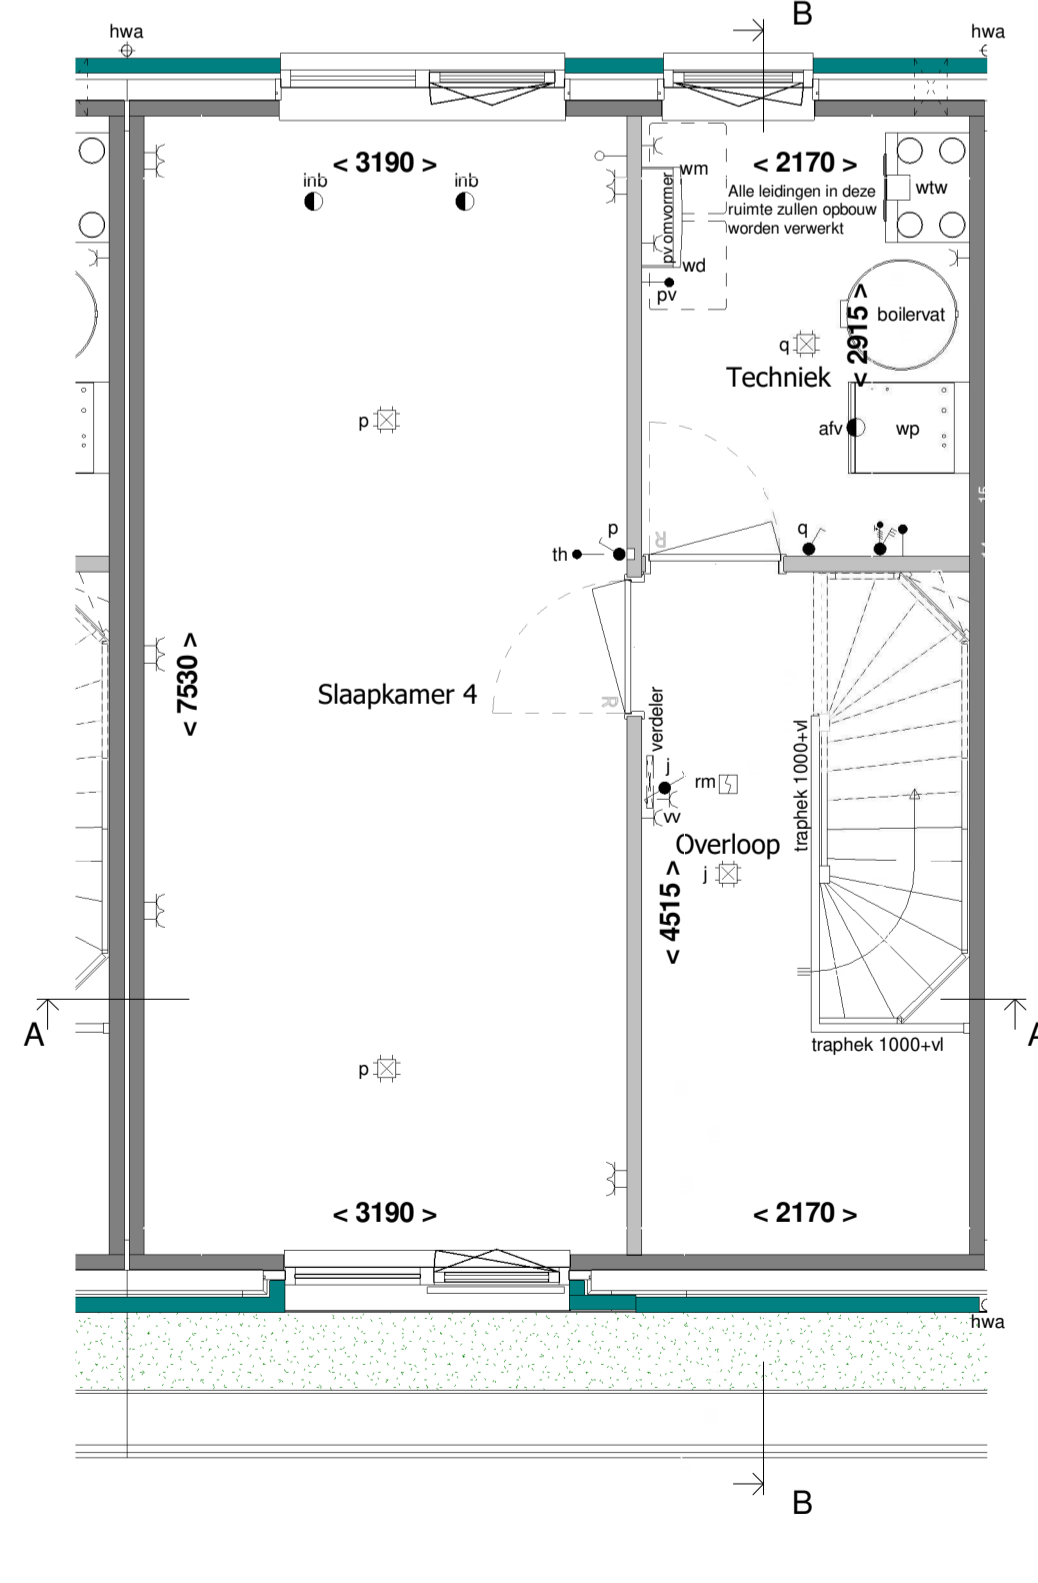 B
hwa
hwa
< 3190 >
< 2170 >
inb
inb
wm
Alle leidingen in deze
ruimte zullen opbouw
worden verwerkt
wtw
pv omvormer
wd
pv
boilervat
< 2915 >
q
Techniek
p
afv
wp
p
th
q
R
R
< 7530 >
Slaapkamer 4
verdeler
j
rm
vv
traphek 1000+vl
Overloop
j
< 4515 >
A
A
traphek 1000+vl
p
< 3190 >
< 2170 >
hwa
B